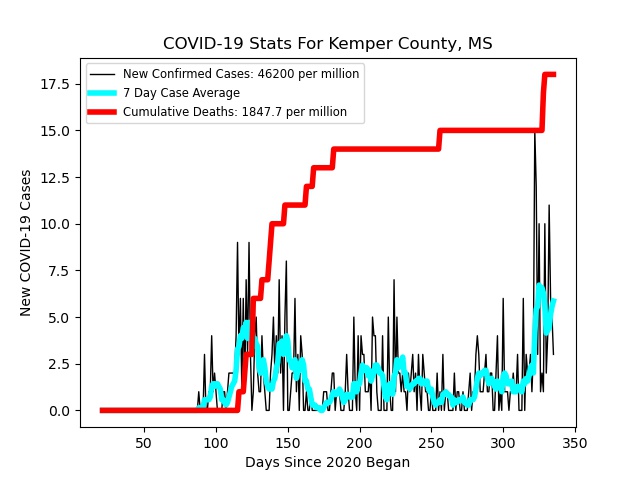 COVID-19 Stats For Kemper County, MS
New Confirmed Cases: 46200 per million
7 Day Case Average
Cumulative Deaths: 1847.7 per million
New COVID-19 Cases
17.5
15.0
12.5
10.0
7.5
5.0
2.5
0.0
50 100 150 200 250 300 350
Days Since 2020 Began